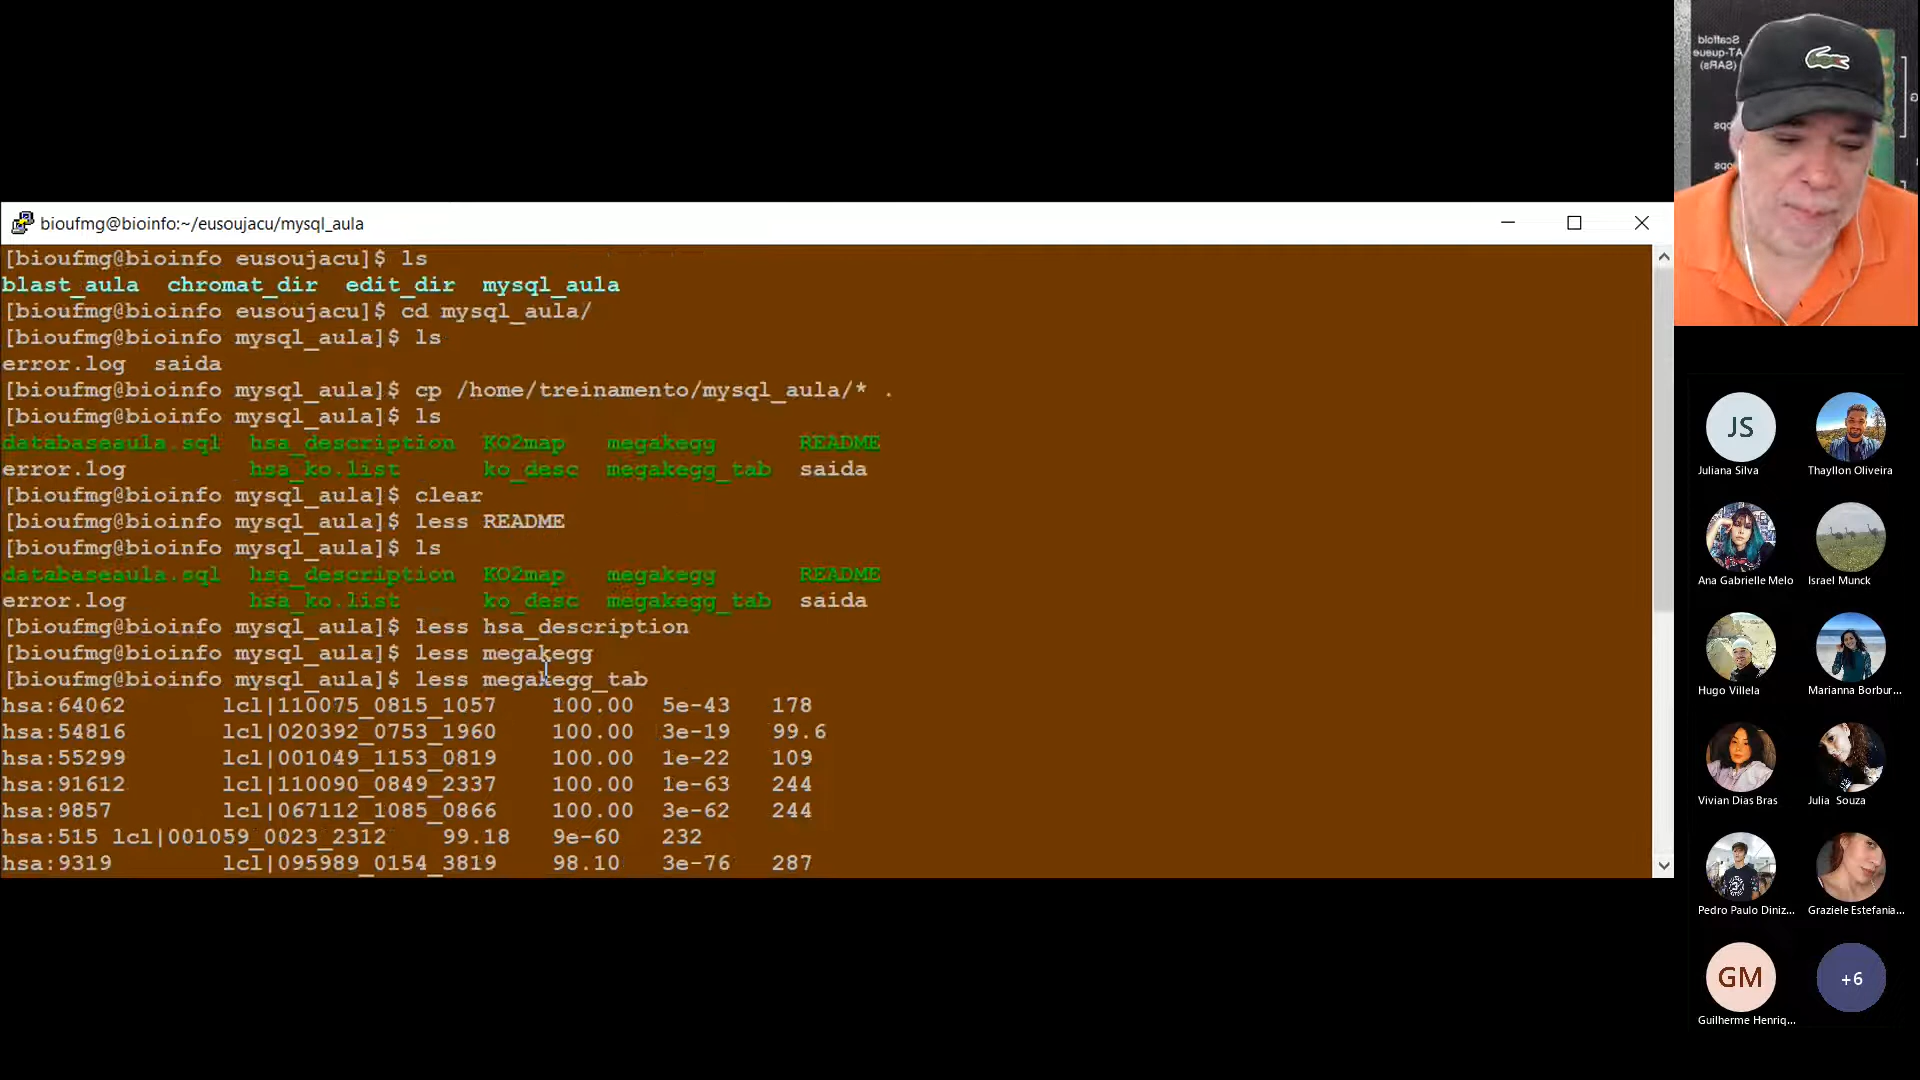 bioufmg@bioinfo:~/eusoujacu/mysql_aula
[bioufmg@bioinfo eusoujacu]$ ls
blast_aula  chromat_dir  edit_dir  mysql_aula
[bioufmg@bioinfo eusoujacu]$ cd mysql_aula/
[bioufmg@bioinfo mysql_aula]$ ls
error.log  saida
[bioufmg@bioinfo mysql_aula]$ cp /home/treinamento/mysql_aula/* .
[bioufmg@bioinfo mysql_aula]$ ls
databaseaula.sql  hsa_description  KO2map  megakegg  README
error.log  hsa_ko.list  ko_desc  megakegg_tab  saida
[bioufmg@bioinfo mysql_aula]$ clear
[bioufmg@bioinfo mysql_aula]$ less README
[bioufmg@bioinfo mysql_aula]$ ls
databaseaula.sql  hsa_description  KO2map  megakegg  README
error.log  hsa_ko.list  ko_desc  megakegg_tab  saida
[bioufmg@bioinfo mysql_aula]$ less hsa_description
[bioufmg@bioinfo mysql_aula]$ less megakegg
[bioufmg@bioinfo mysql_aula]$ less megakegg_tab
hsa:64062  lcl|110075_0815_1057  100.00  5e-43  178
hsa:54816  lcl|020392_0753_1960  100.00  3e-19  99.6
hsa:55299  lcl|001049_1153_0819  100.00  1e-22  109
hsa:91612  lcl|110090_0849_2337  100.00  1e-63  244
hsa:9857  lcl|067112_1085_0866  100.00  3e-62  244
hsa:515 lcl|001059_0023_2312  99.18  9e-60  232
hsa:9319  lcl|095989_0154_3819  98.10  3e-76  287
Scaffold
AT-queue
(SARs)
JS
Juliana Silva
Thayllon Oliveira
Ana Gabrielle Melo
Israel Munck
Hugo Villela
Marianna Borbur...
Vivian Dias Bras
Julia Souza
Pedro Paulo Diniz...
Graziele Estefania...
GM
+6
Guilherme Henriq...